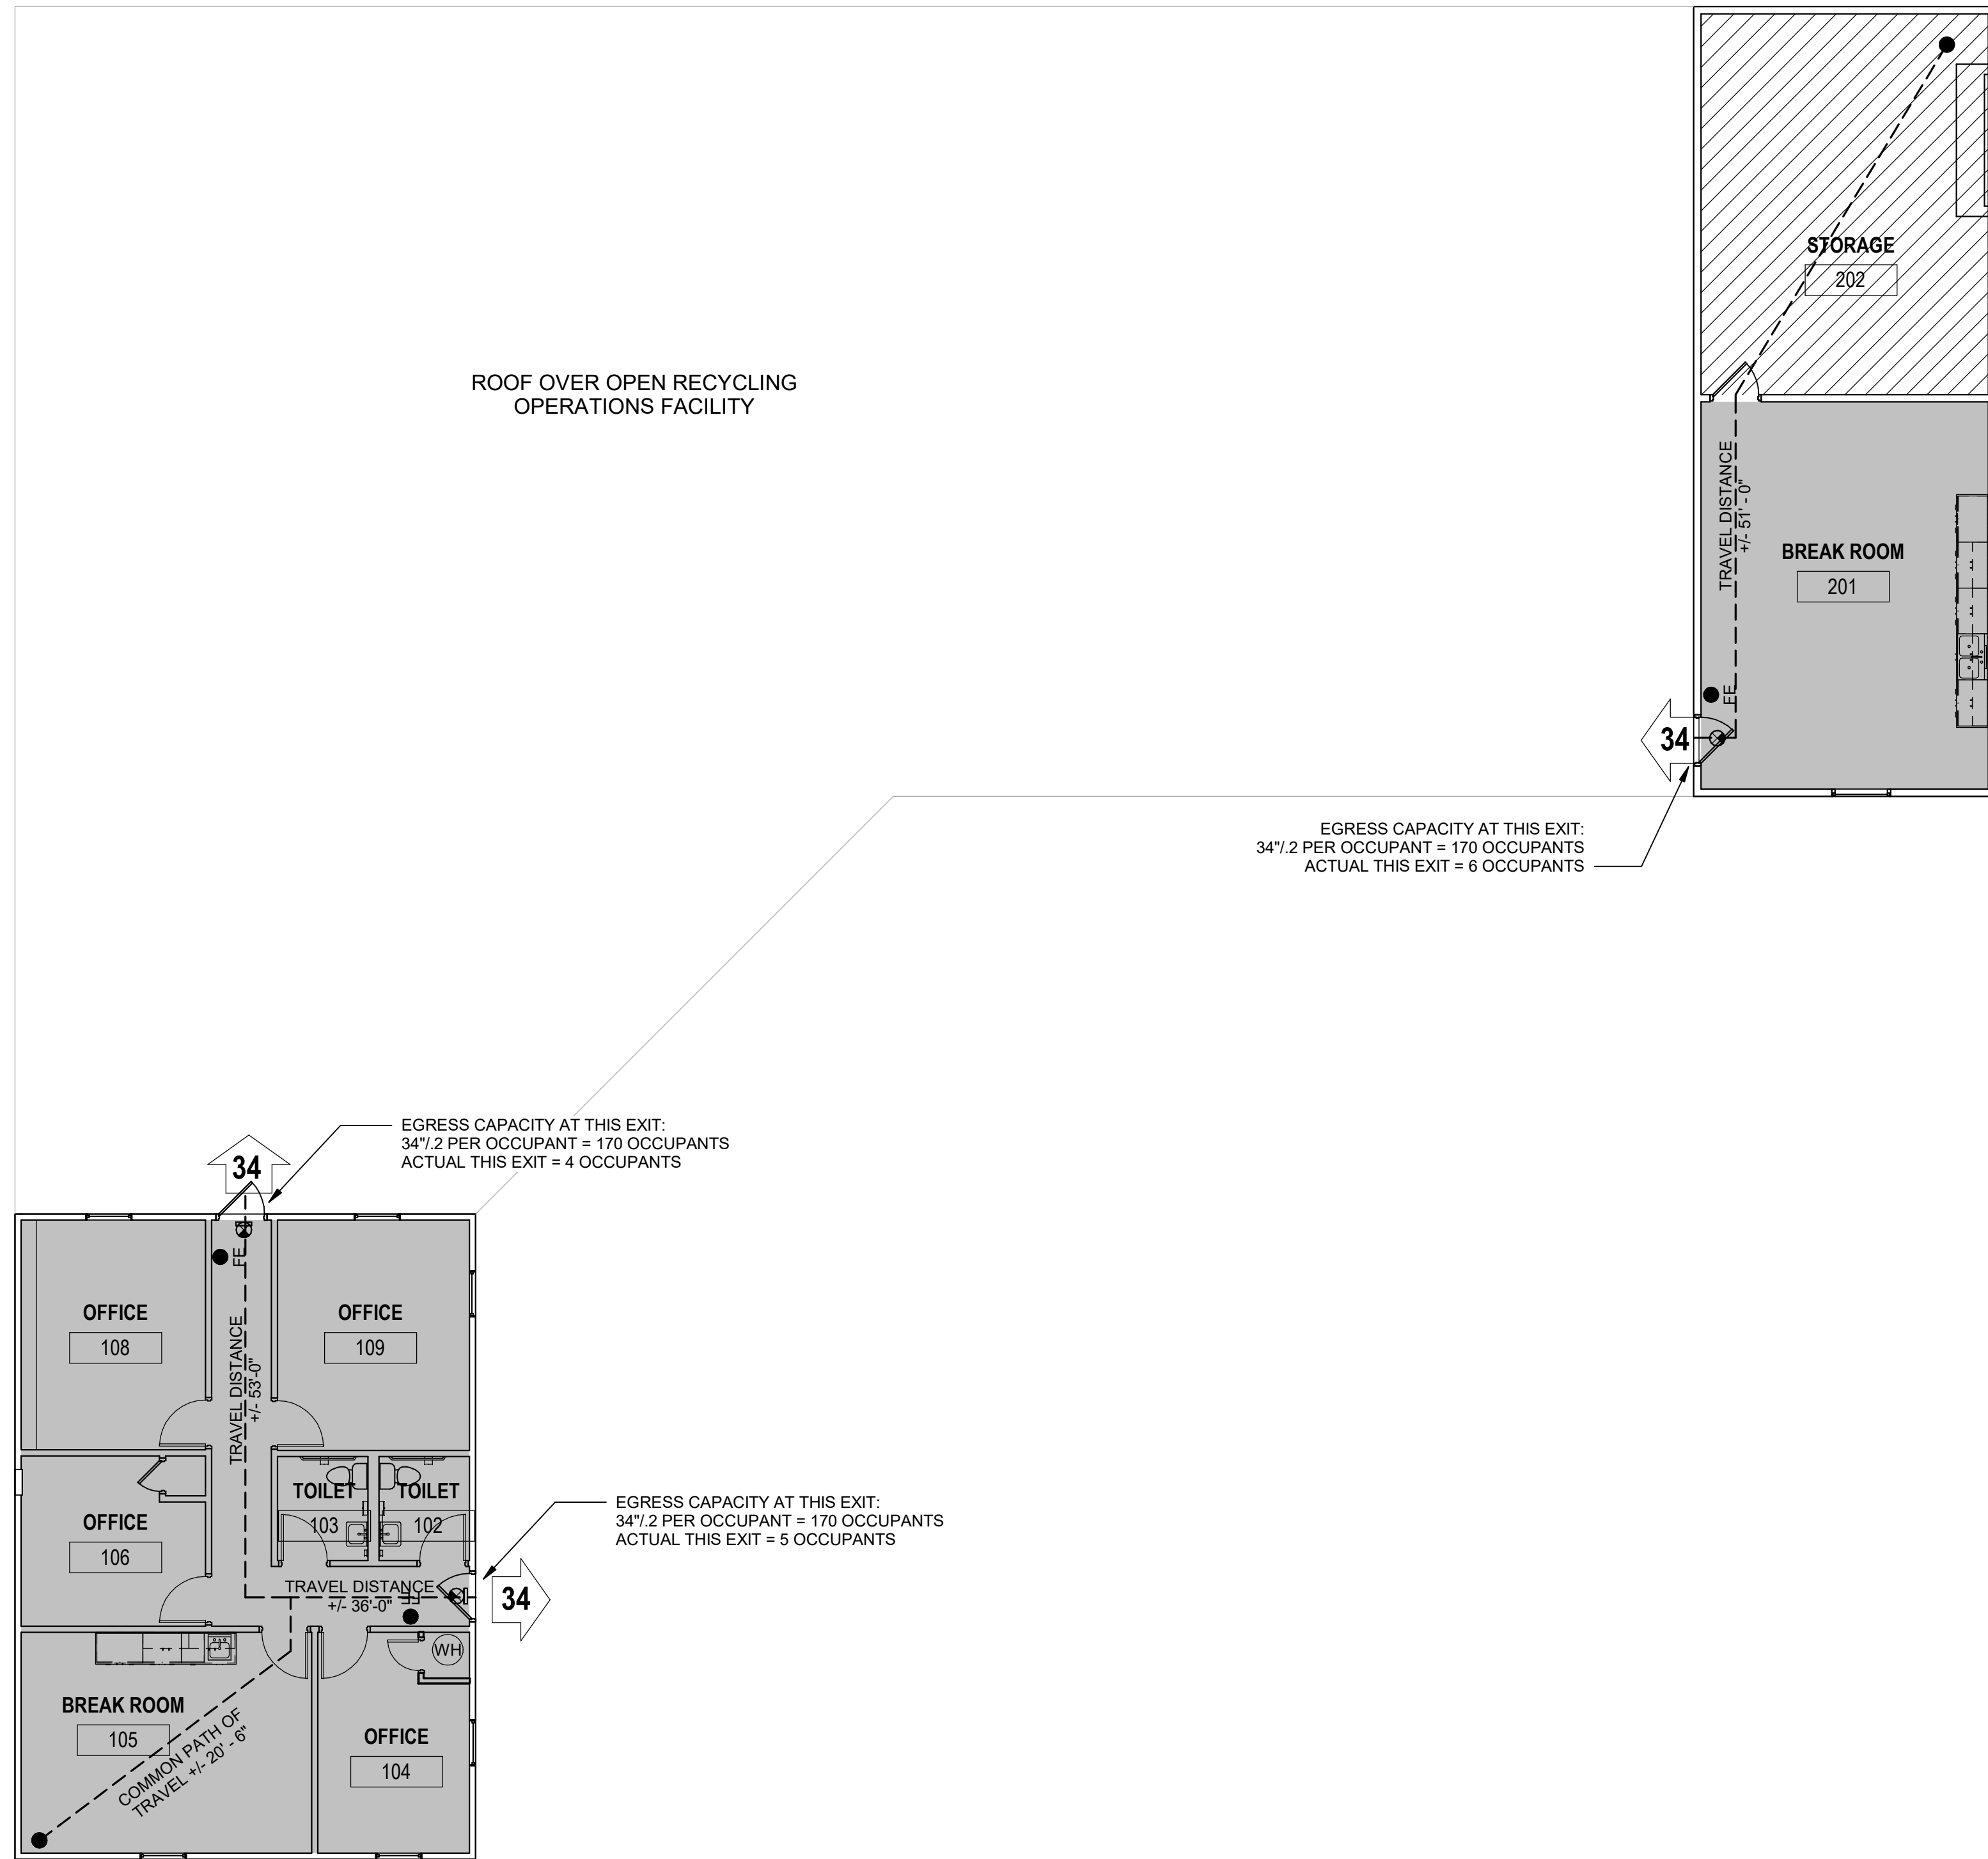 STORAGE
202
ROOF OVER OPEN RECYCLING
OPERATIONS FACILITY
TRAVEL DISTANCE
+/- 51' - 0"
BREAK ROOM
201
FE
34
EGRESS CAPACITY AT THIS EXIT:
34"/.2 PER OCCUPANT = 170 OCCUPANTS
ACTUAL THIS EXIT = 6 OCCUPANTS
EGRESS CAPACITY AT THIS EXIT:
34"/.2 PER OCCUPANT = 170 OCCUPANTS
ACTUAL THIS EXIT = 4 OCCUPANTS
34
FE
OFFICE
108
OFFICE
109
TRAVEL DISTANCE
+/- 53'-0"
TOILET
103
TOILET
102
OFFICE
106
EGRESS CAPACITY AT THIS EXIT:
34"/.2 PER OCCUPANT = 170 OCCUPANTS
ACTUAL THIS EXIT = 5 OCCUPANTS
TRAVEL DISTANCE
+/- 36'-0"
FE
34
WH
BREAK ROOM
105
COMMON PATH OF
TRAVEL +/- 20' - 6"
OFFICE
104